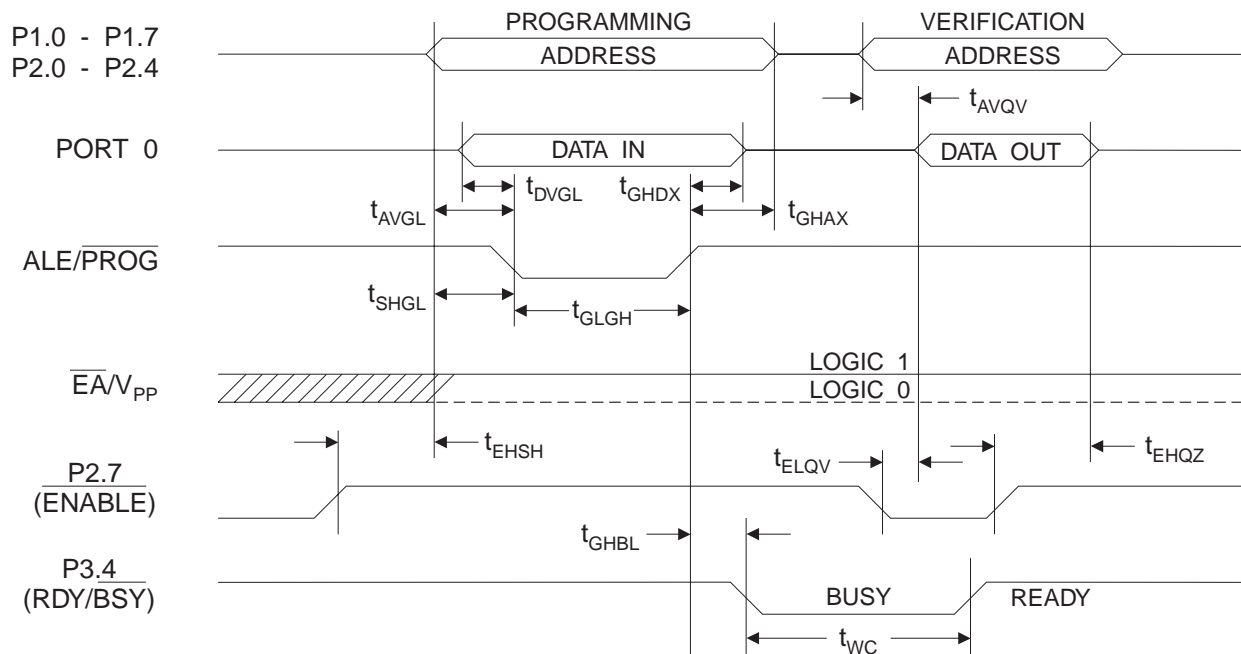 PROGRAMMING
VERIFICATION
P1.0 - P1.7
P2.0 - P2.4
ADDRESS
ADDRESS
tAVQV
PORT 0
DATA IN
DATA OUT
tDVGL
tGHDX
tAVGL
tGHAX
ALE/PROG
tSHGL
tGLGH
LOGIC 1
EA/VPP
LOGIC 0
tEHSH
tELQV
tEHQZ
P2.7
(ENABLE)
tGHBL
P3.4
(RDY/BSY)
BUSY
READY
tWC